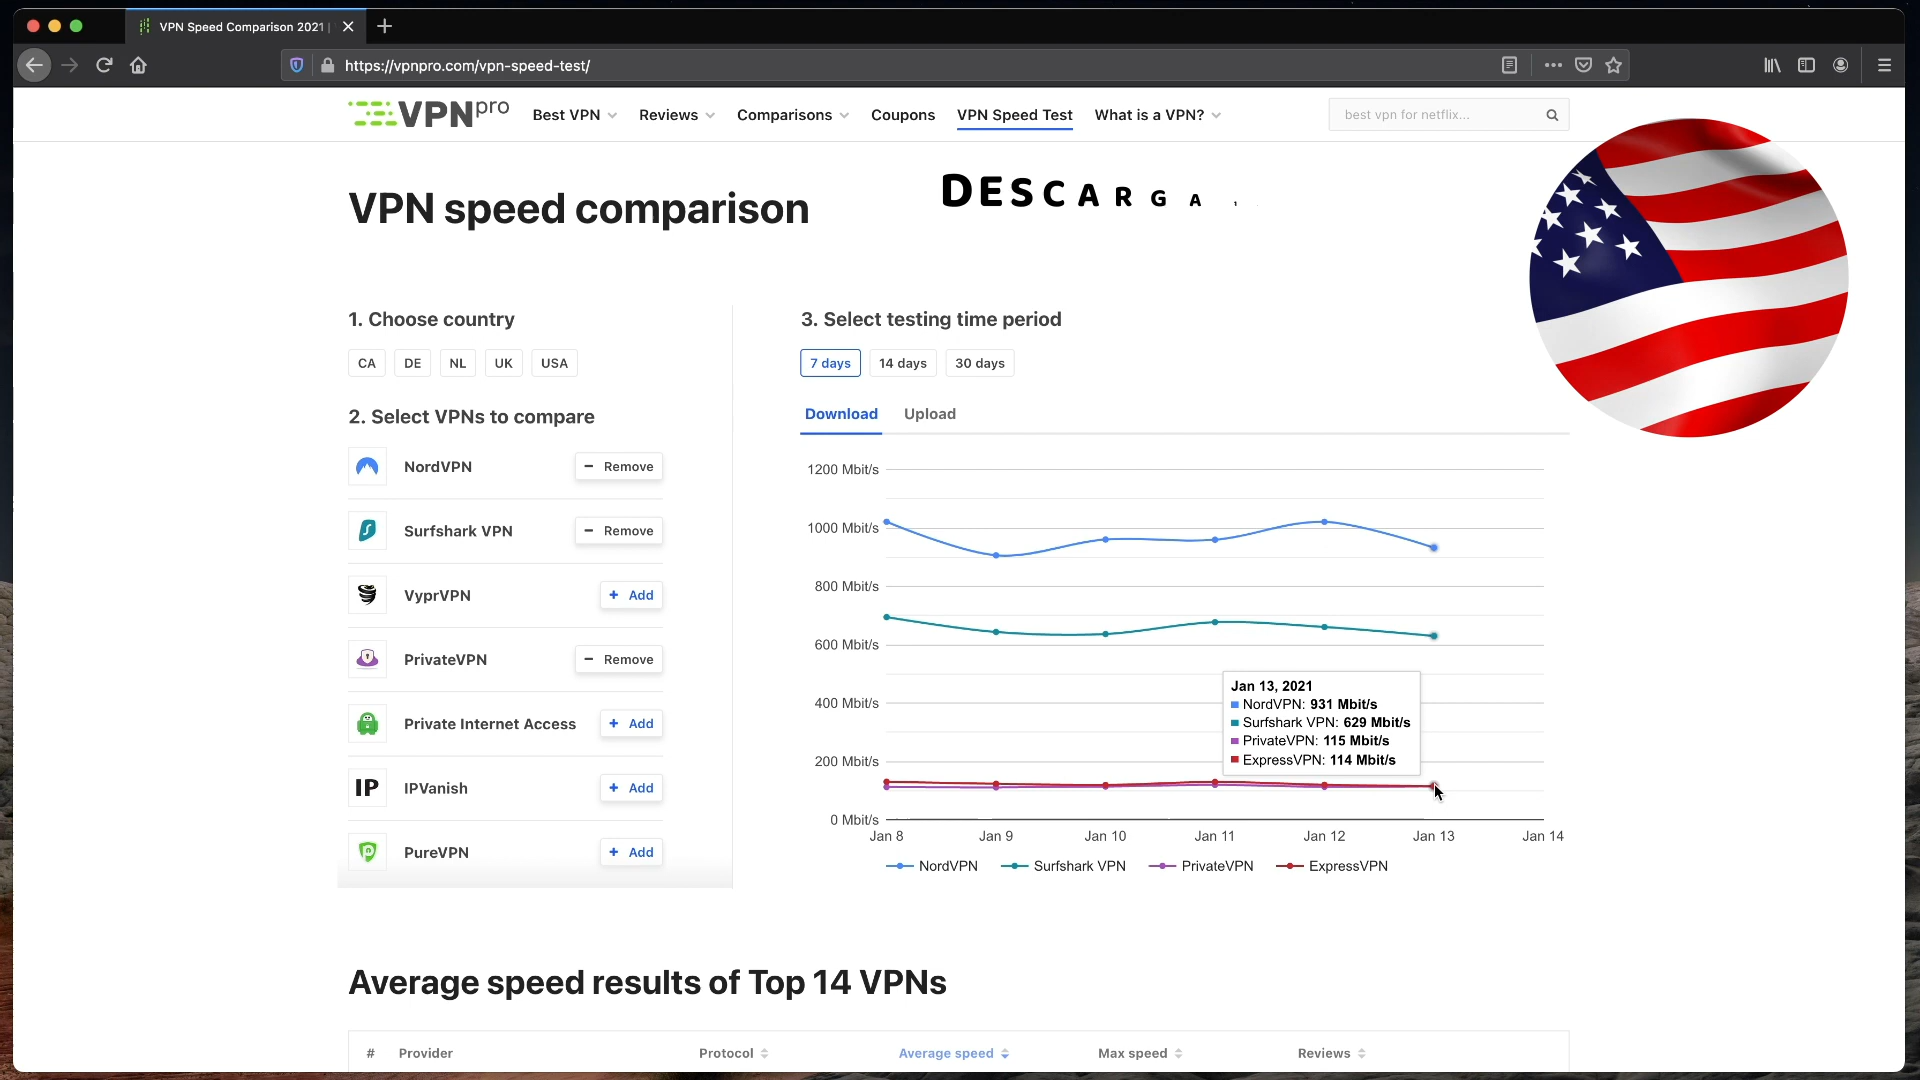 VPN Speed Comparison 2021 |
https://vpnpro.com/vpn-speed-test/
VPNpro
Best VPN
Reviews
Comparisons
Coupons
VPN Speed Test
What is a VPN?
best vpn for netflix...
VPN speed comparison
DESCARGA
1. Choose country
CA DE NL UK USA
2. Select VPNs to compare
NordVPN
Remove
Surfshark VPN
Remove
VyprVPN
+ Add
PrivateVPN
Remove
Private Internet Access
+ Add
IP
IPVanish
+ Add
PureVPN
+ Add
3. Select testing time period
7 days 14 days 30 days
Download Upload
1200 Mbit/s
1000 Mbit/s
800 Mbit/s
600 Mbit/s
400 Mbit/s
200 Mbit/s
0 Mbit/s
Jan 13, 2021
NordVPN: 931 Mbit/s
Surfshark VPN: 629 Mbit/s
PrivateVPN: 115 Mbit/s
ExpressVPN: 114 Mbit/s
Jan 8 Jan 9 Jan 10 Jan 11 Jan 12 Jan 13 Jan 14
NordVPN Surfshark VPN PrivateVPN ExpressVPN
Average speed results of Top 14 VPNs
# Provider Protocol Average speed Max speed Reviews